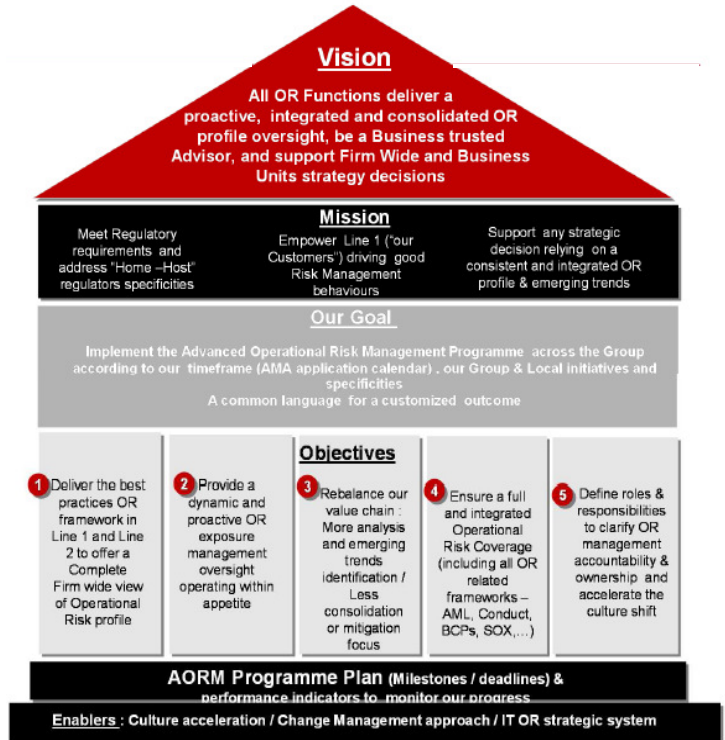 Vision
All OR Functions deliver a
proactive, integrated and consolidated OR
profile oversight, be a Business trusted
Advisor, and support Firm Wide and Business
Units strategy decisions
Mission
Meet Regulatory
requirements and
address "Home –Host"
regulators specificities
Empower Line 1 ("our
Customers") driving good
Risk Management
behaviours
Support any strategic
decision relying on a
consistent and integrated OR
profile & emerging trends
Our Goal
Implement the Advanced Operational Risk Management Programme across the Group
according to our timeframe (AMA application calendar) , our Group & Local initiatives and
specificities
A common language for a customized outcome
Objectives
1 Deliver the best
practices OR
framework in
Line 1 and Line
2 to offer a
Complete
Firm wide view
of Operational
Risk profile
2 Provide a
dynamic and
proactive OR
exposure
management
oversight
operating within
appetite
3 Rebalance our
value chain :
More analysis
and emerging
trends
identification /
Less
consolidation
or mitigation
focus
4 Ensure a full
and integrated
Operational
Risk Coverage
(including all OR
related
frameworks –
AML, Conduct,
BCPs, SOX,...)
5 Define roles &
responsibilities
to clarify OR
management
accountability &
ownership and
accelerate the
culture shift
AORM Programme Plan (Milestones / deadlines) &
performance indicators to monitor our progress
Enablers : Culture acceleration / Change Management approach / IT OR strategic system